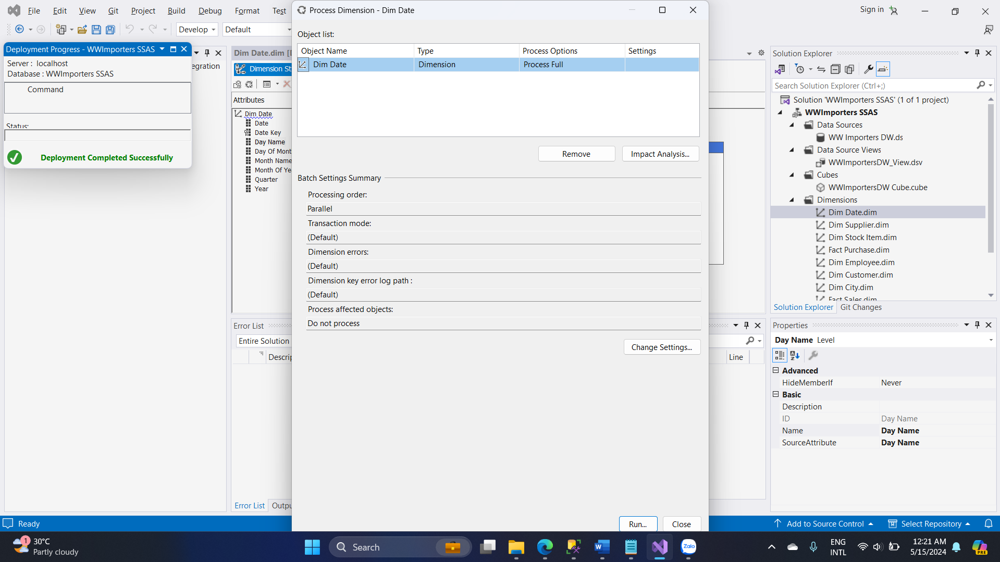 File Edit View Git Project Build Debug Format Test
Process Dimension - Dim Date
Sign in
Develop Default
Deployment Progress - WWImporters SSAS
Server : localhost
Database : WWImporters SSAS
Command
Status:
Deployment Completed Successfully
egration
Dim Date.dim [
Dimension St
Attributes
Dim Date
Date
Date Key
Day Name
Day Of Mont
Month Name
Month Of Ye
Quarter
Year
Object list:
Object Name Type Process Options Settings
Dim Date Dimension Process Full
Remove Impact Analysis...
Batch Settings Summary
Processing order:
Parallel
Transaction mode:
(Default)
Dimension errors:
(Default)
Dimension key error log path :
(Default)
Process affected objects:
Do not process
Change Settings...
Run... Close
Error List
Entire Solution
Descrip
Line
Error List Outpu
Solution Explorer
Search Solution Explorer (Ctrl+;)
Solution 'WWImporters SSAS' (1 of 1 project)
WWImporters SSAS
Data Sources
WW Importers DW.ds
Data Source Views
WWImportersDW_View.dsv
Cubes
WWImportersDW Cube.cube
Dimensions
Dim Date.dim
Dim Supplier.dim
Dim Stock Item.dim
Fact Purchase.dim
Dim Employee.dim
Dim Customer.dim
Dim City.dim
Fact Sales.dim
Solution Explorer Git Changes
Properties
Day Name Level
Advanced
HideMemberIf Never
Basic
Description
ID Day Name
Name Day Name
SourceAttribute Day Name
Ready
Add to Source Control Select Repository
1
30°C
Partly cloudy
Search
Zalo
ENG
INTL
12:21 AM
5/15/2024
PRE